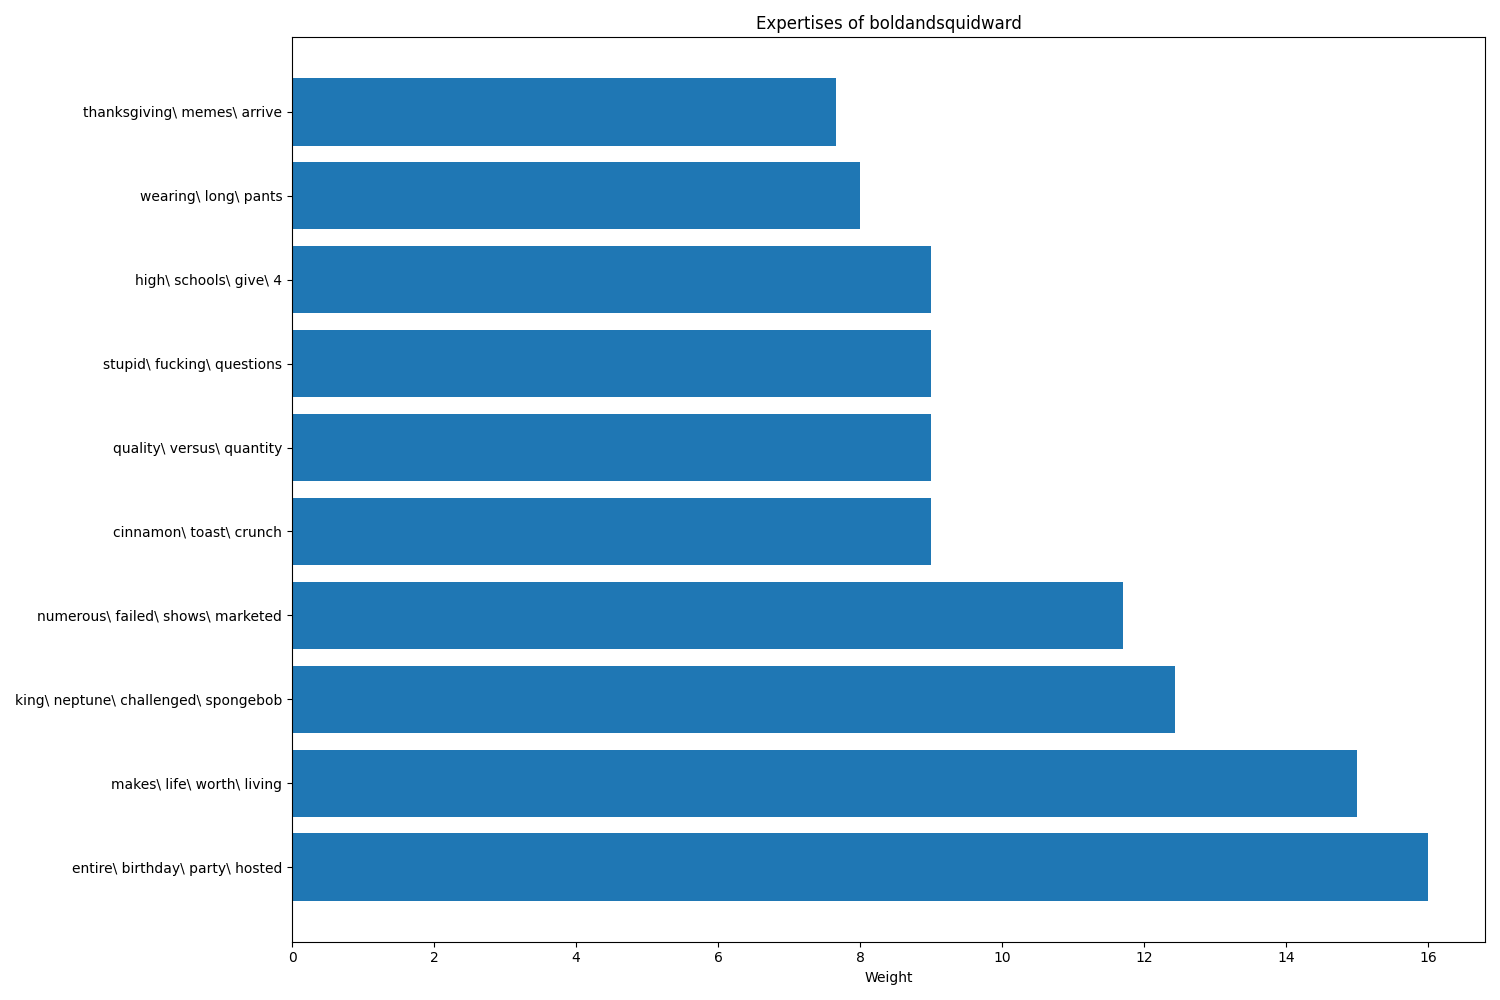 Expertises of boldandsquidward
thanksgiving\ memes\ arrive
wearing\ long\ pants
high\ schools\ give\ 4
stupid\ fucking\ questions
quality\ versus\ quantity
cinnamon\ toast\ crunch
numerous\ failed\ shows\ marketed
king\ neptune\ challenged\ spongebob
makes\ life\ worth\ living
entire\ birthday\ party\ hosted
0 2 4 6 8 10 12 14 16
Weight